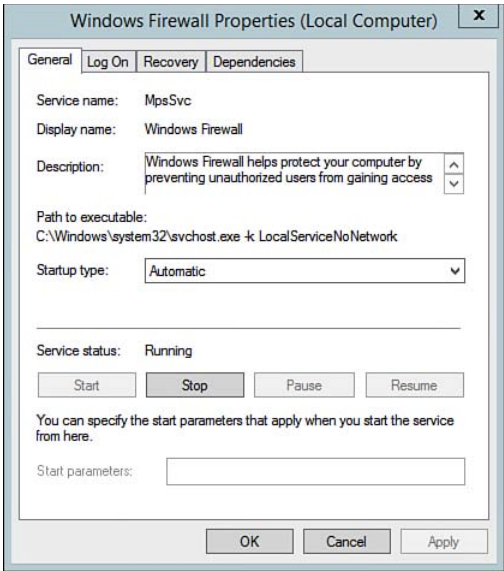 Windows Firewall Properties (Local Computer)
x
General Log On Recovery Dependencies
Service name: MpsSvc
Display name: Windows Firewall
Description: Windows Firewall helps protect your computer by
preventing unauthorized users from gaining access
Path to executable:
C:\Windows\system32\svchost.exe -k LocalServiceNoNetwork
Startup type: Automatic
Service status: Running
Start Stop Pause Resume
You can specify the start parameters that apply when you start the service
from here.
Start parameters:
OK Cancel Apply